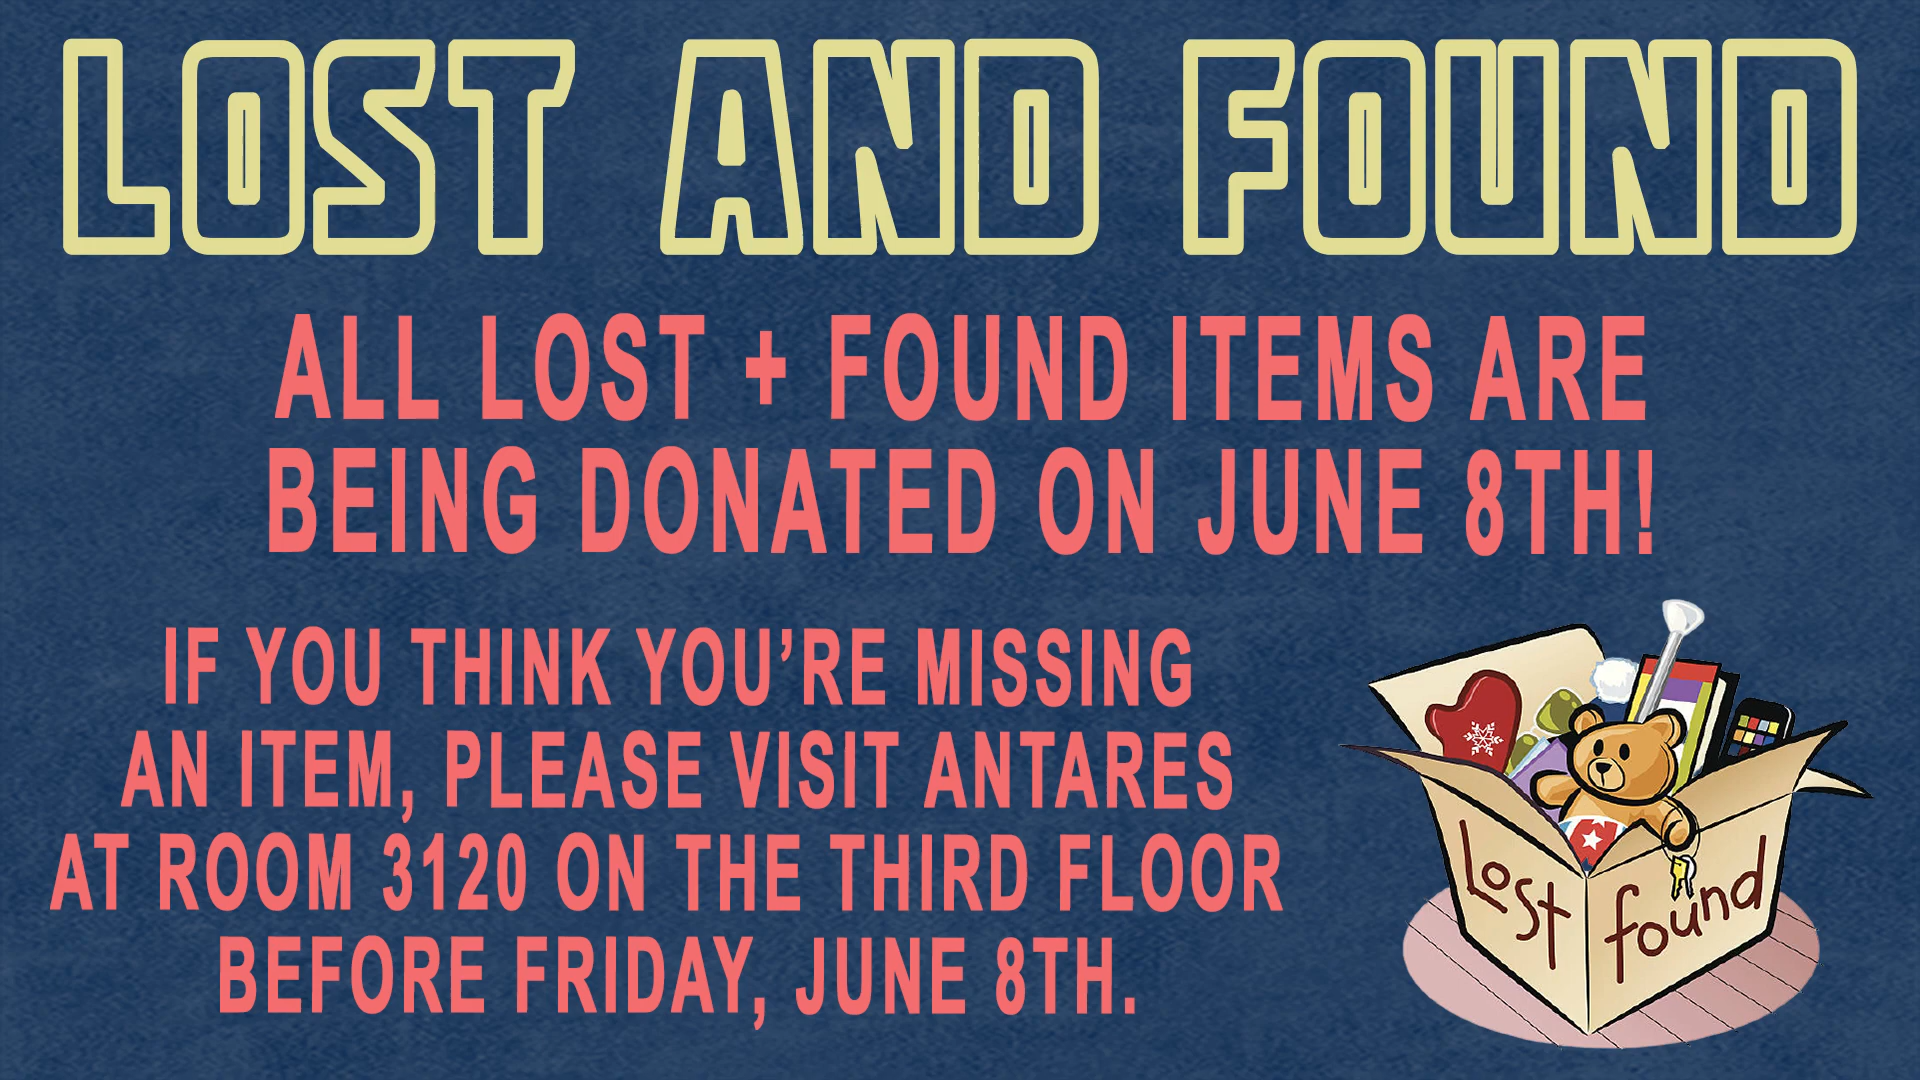 LOST AND FOUND
ALL LOST + FOUND ITEMS ARE
BEING DONATED ON JUNE 8TH!
IF YOU THINK YOU’RE MISSING
AN ITEM, PLEASE VISIT ANTARES
AT ROOM 3120 ON THE THIRD FLOOR
BEFORE FRIDAY, JUNE 8TH.
Lost found